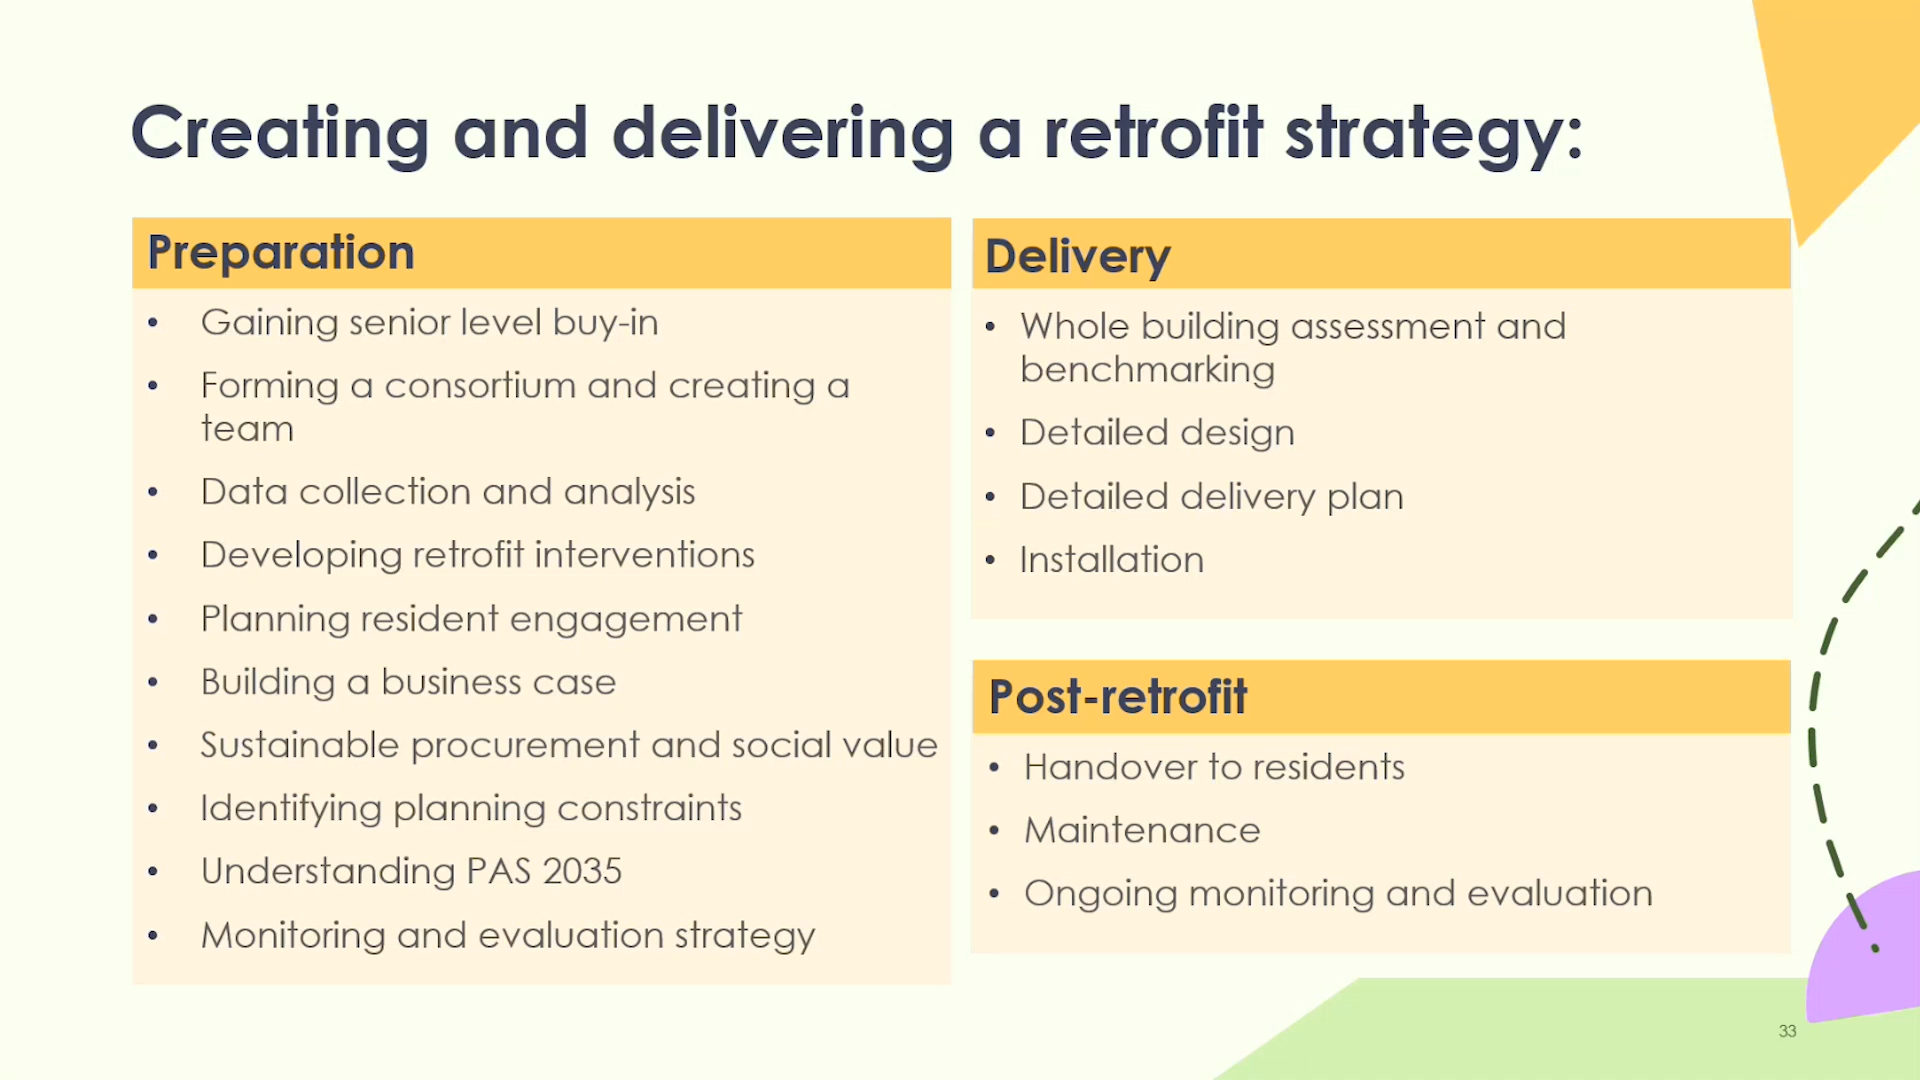 Creating and delivering a retrofit strategy:
Preparation
• Gaining senior level buy-in
• Forming a consortium and creating a
team
• Data collection and analysis
• Developing retrofit interventions
• Planning resident engagement
• Building a business case
• Sustainable procurement and social value
• Identifying planning constraints
• Understanding PAS 2035
• Monitoring and evaluation strategy
Delivery
• Whole building assessment and
benchmarking
• Detailed design
• Detailed delivery plan
• Installation
Post-retrofit
• Handover to residents
• Maintenance
• Ongoing monitoring and evaluation
33